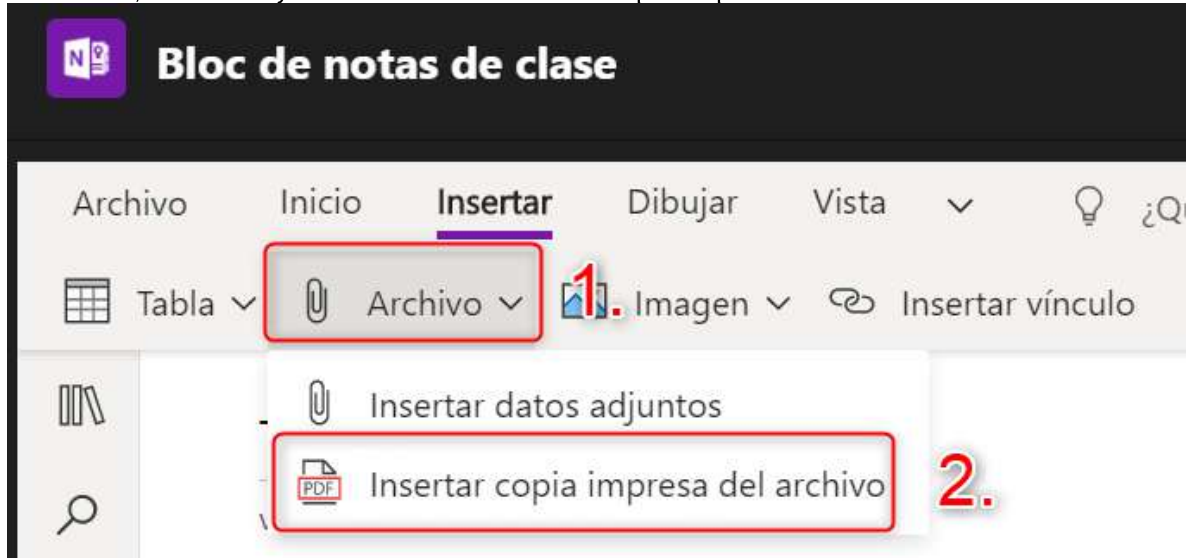 Bloc de notas de clase
Archivo Inicio Insertar Dibujar Vista
Tabla Archivo 1. Imagen Insertar vínculo
Insertar datos adjuntos
PDF Insertar copia impresa del archivo 2.